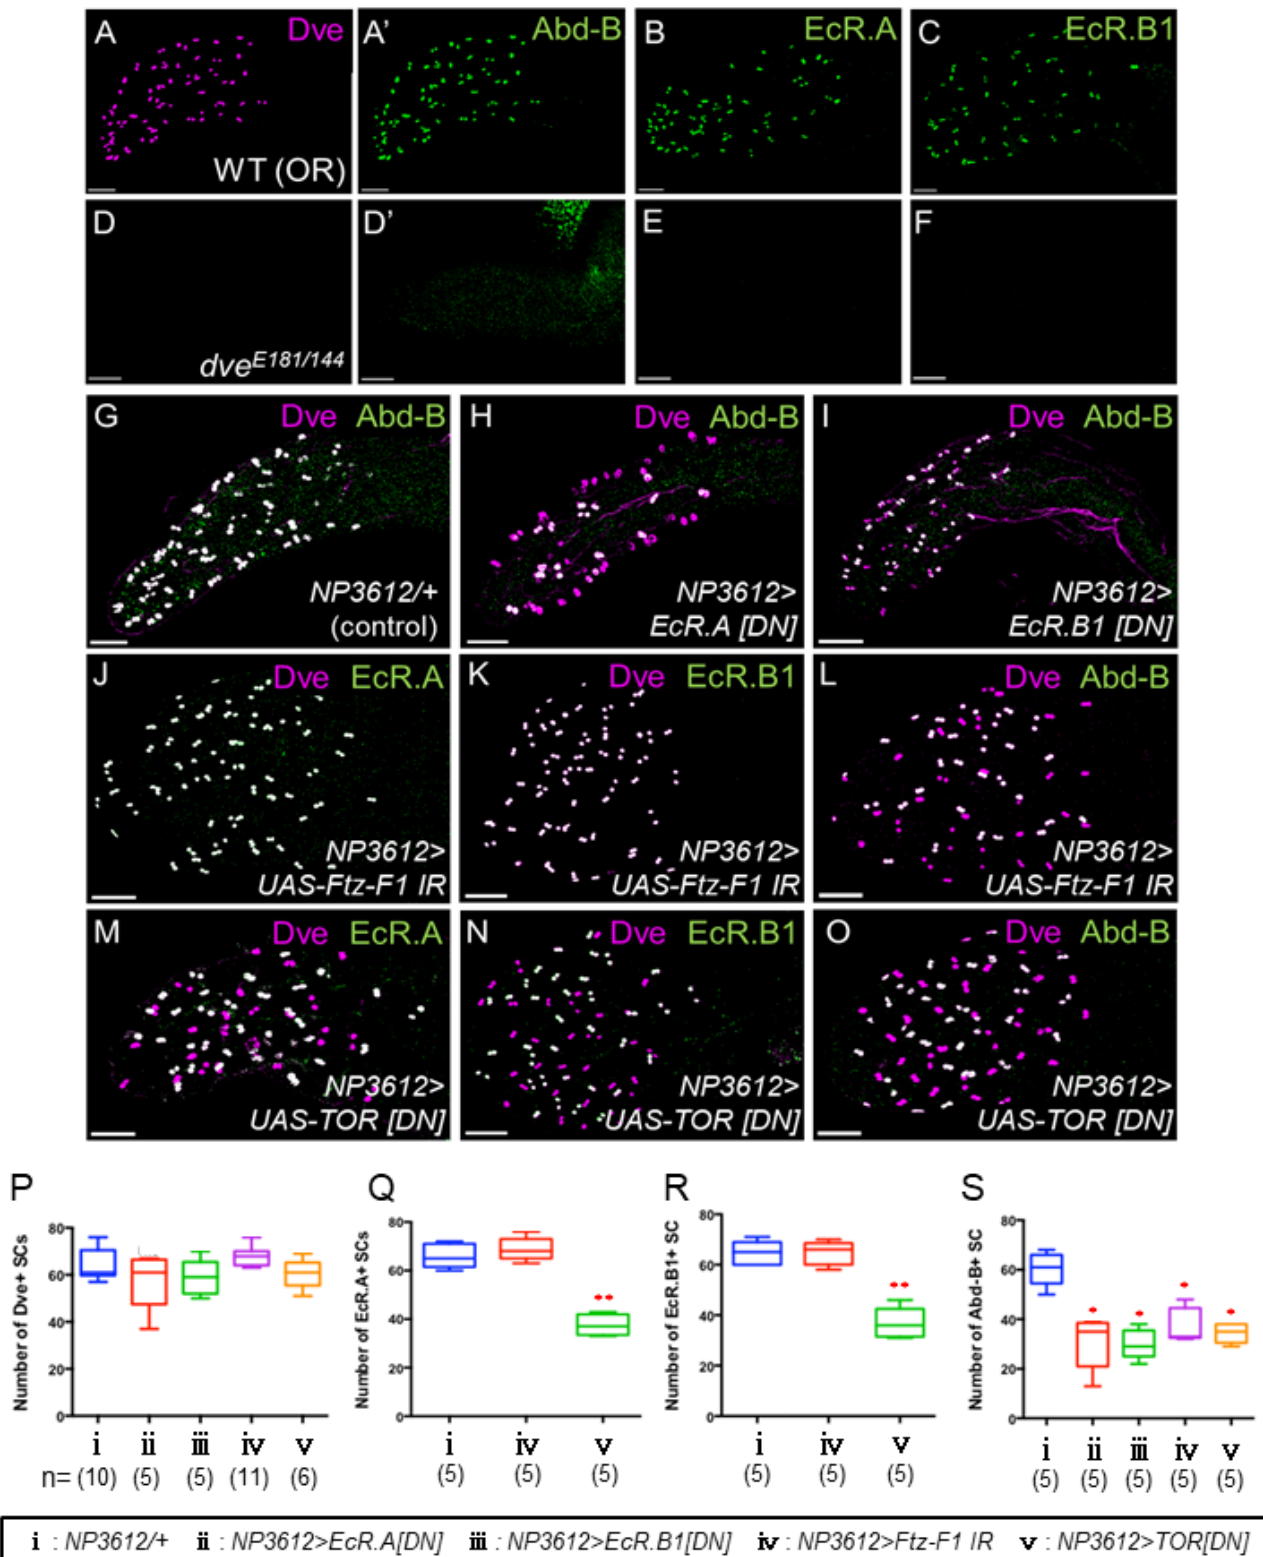 A Dve A' Abd-B B EcR.A C EcR.B1
WT (OR)
D D' E F
dveE181/144
G Dve Abd-B H Dve Abd-B I Dve Abd-B
NP3612/+ NP3612> NP3612>
(control) EcR.A [DN] EcR.B1 [DN]
J Dve EcR.A K Dve EcR.B1 L Dve Abd-B
NP3612> NP3612> NP3612>
UAS-Ftz-F1 IR UAS-Ftz-F1 IR UAS-Ftz-F1 IR
M Dve EcR.A N Dve EcR.B1 O Dve Abd-B
NP3612> NP3612> NP3612>
UAS-TOR [DN] UAS-TOR [DN] UAS-TOR [DN]
P Q R S
Number of Dve+ SCs
80
60
40
20
0
i ii iii iv v
n= (10) (5) (5) (11) (6)
Number of EcR.A+ SCs
80
60
40
20
0
**
i iv v
(5) (5) (5)
Number of EcR.B1+ SC
80
60
40
20
0
**
i iv v
(5) (5) (5)
Number of Abd-B+ SC
80
60
40
20
0
* * * *
i ii iii iv v
(5) (5) (5) (5) (5)
i : NP3612/+ ii : NP3612>EcR.A[DN] iii : NP3612>EcR.B1[DN] iv : NP3612>Ftz-F1 IR v : NP3612>TOR[DN]